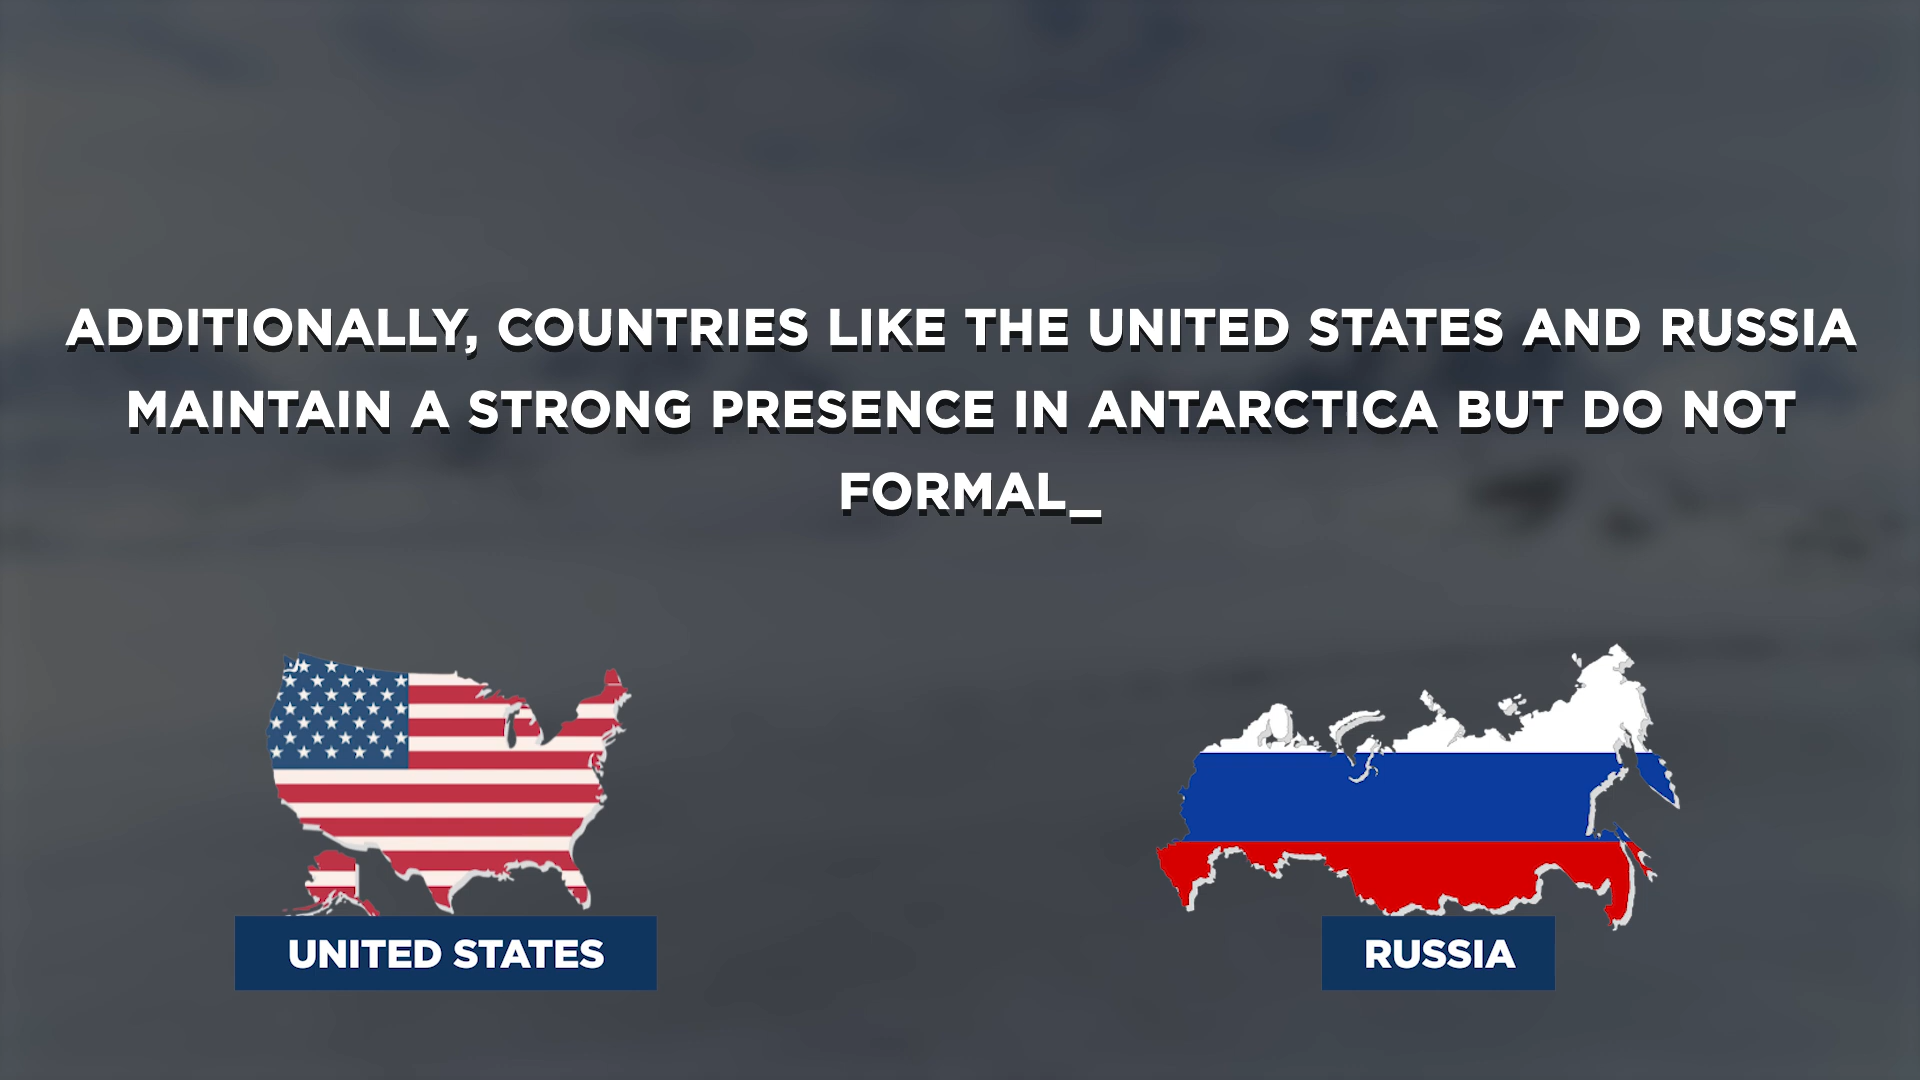 ADDITIONALLY, COUNTRIES LIKE THE UNITED STATES AND RUSSIA
MAINTAIN A STRONG PRESENCE IN ANTARCTICA BUT DO NOT
FORMAL_
UNITED STATES
RUSSIA